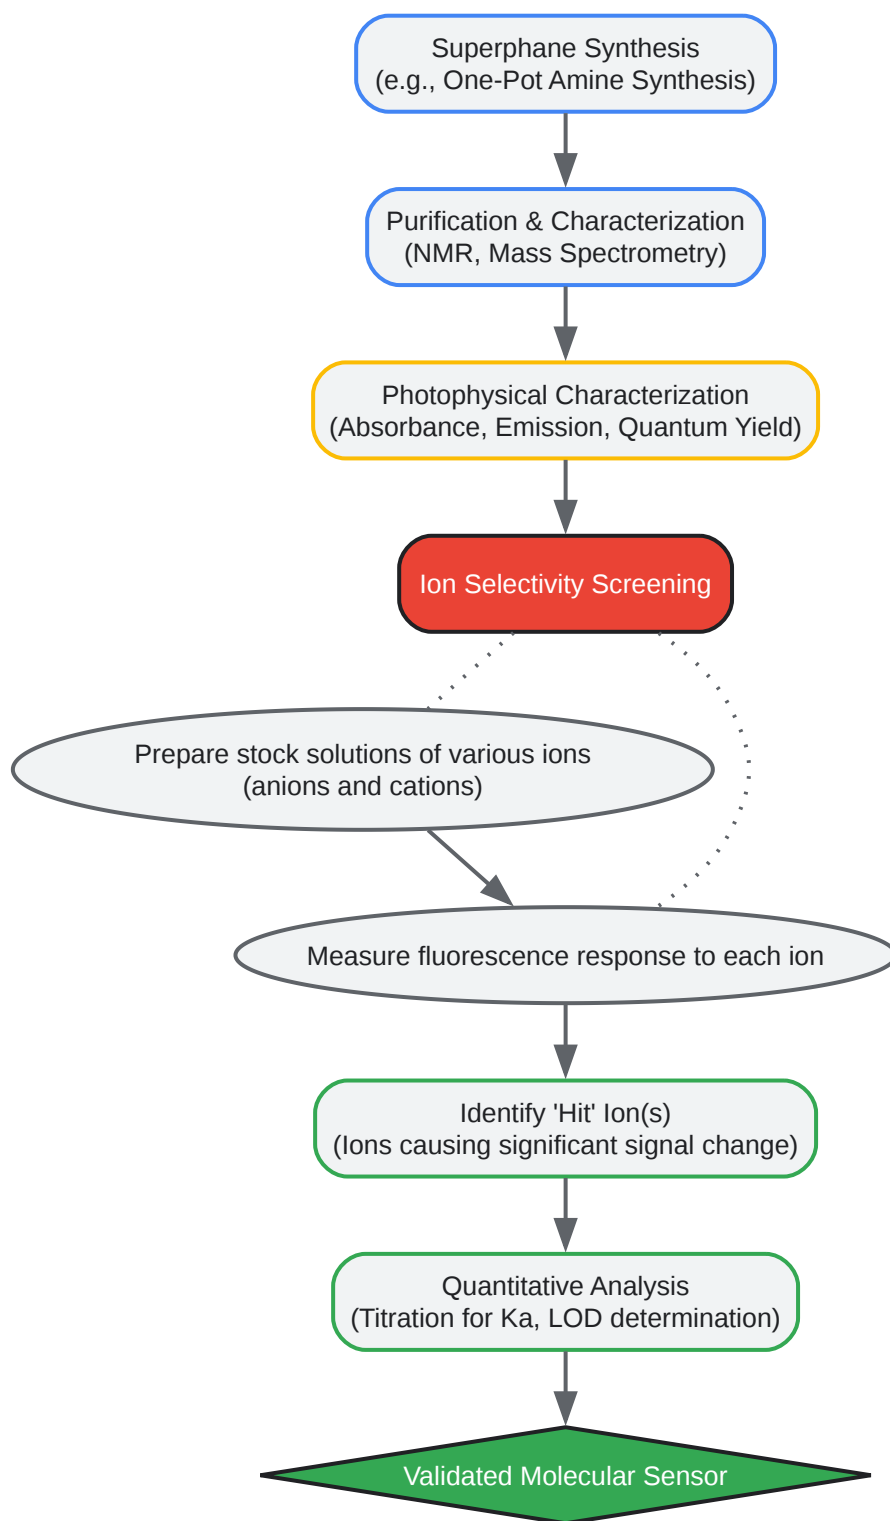 Superphane Synthesis
(e.g., One-Pot Amine Synthesis)
Purification & Characterization
(NMR, Mass Spectrometry)
Photophysical Characterization
(Absorbance, Emission, Quantum Yield)
Ion Selectivity Screening
Prepare stock solutions of various ions
(anions and cations)
Measure fluorescence response to each ion
Identify 'Hit' Ion(s)
(Ions causing significant signal change)
Quantitative Analysis
(Titration for Ka, LOD determination)
Validated Molecular Sensor